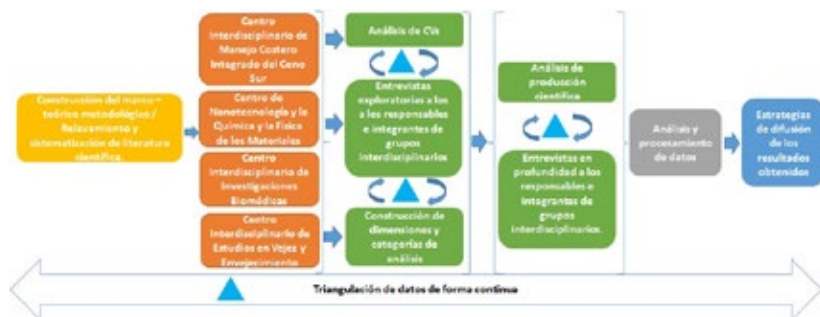 Construcción del marco –
teórico metodológico /
Relevamiento y
sistematización de literatura
científica.
Centro
Interdisciplinario de
Manejo Costero
Integrado del Cono
Sur
Centro de
Nanotecnología y la
Química y la Física de
los Materiales
Centro
Interdisciplinario de
Investigaciones
Biomédicas
Centro
Interdisciplinario de
Estudios en Vejez y
Envejecimiento
Análisis de CVs
Entrevistas
exploratorias a los
a les responsables
e integrantes de
grupos
interdisciplinarios
Construcción de
dimensiones y
categorías de
análisis
Análisis de
producción
científica
Entrevistas en
profundidad a los
responsables e
integrantes de
grupos
interdisciplinarios.
Análisis y
procesamiento
de datos
Estrategias
de difusión
de los
resultados
obtenidos
Triangulación de datos de forma continua